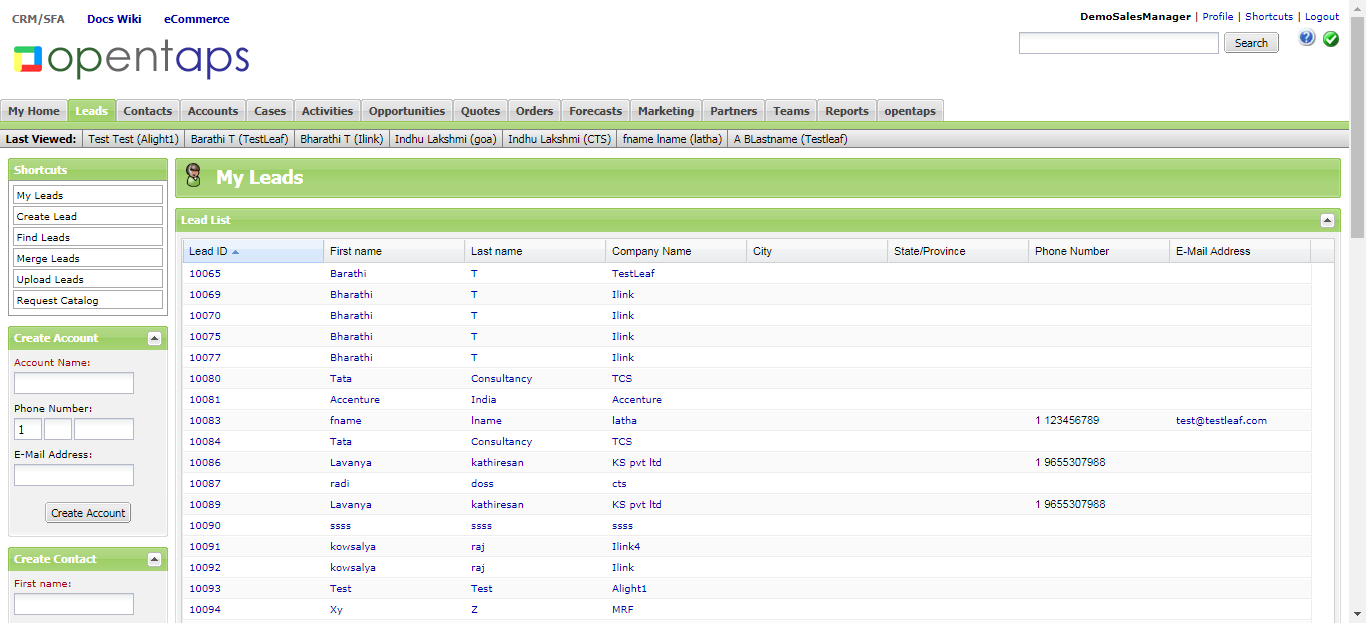 CRM/SFA Docs Wiki eCommerce
DemoSalesManager | Profile | Shortcuts | Logout
opentaps
Search
My Home Leads Contacts Accounts Cases Activities Opportunities Quotes Orders Forecasts Marketing Partners Teams Reports opentaps
Last Viewed: Test Test (Alight1) Barathi T (TestLeaf) Bharathi T (Ilink) Indhu Lakshmi (goa) Indhu Lakshmi (CTS) fname lname (latha) A BLastname (Testleaf)
Shortcuts
My Leads
Create Lead
Find Leads
Merge Leads
Upload Leads
Request Catalog
Create Account
Account Name:
Phone Number:
1
E-Mail Address:
Create Account
Create Contact
First name:
My Leads
Lead List
Lead ID First name Last name Company Name City State/Province Phone Number E-Mail Address
10065 Barathi T TestLeaf
10069 Bharathi T Ilink
10070 Bharathi T Ilink
10075 Bharathi T Ilink
10077 Bharathi T Ilink
10080 Tata Consultancy TCS
10081 Accenture India Accenture
10083 fname lname latha 1 123456789 test@testleaf.com
10084 Tata Consultancy TCS
10086 Lavanya kathiresan KS pvt ltd 1 9655307988
10087 radi doss cts
10089 Lavanya kathiresan KS pvt ltd 1 9655307988
10090 ssss ssss ssss
10091 kowsalya raj Ilink4
10092 kowsalya raj Ilink
10093 Test Test Alight1
10094 Xy Z MRF